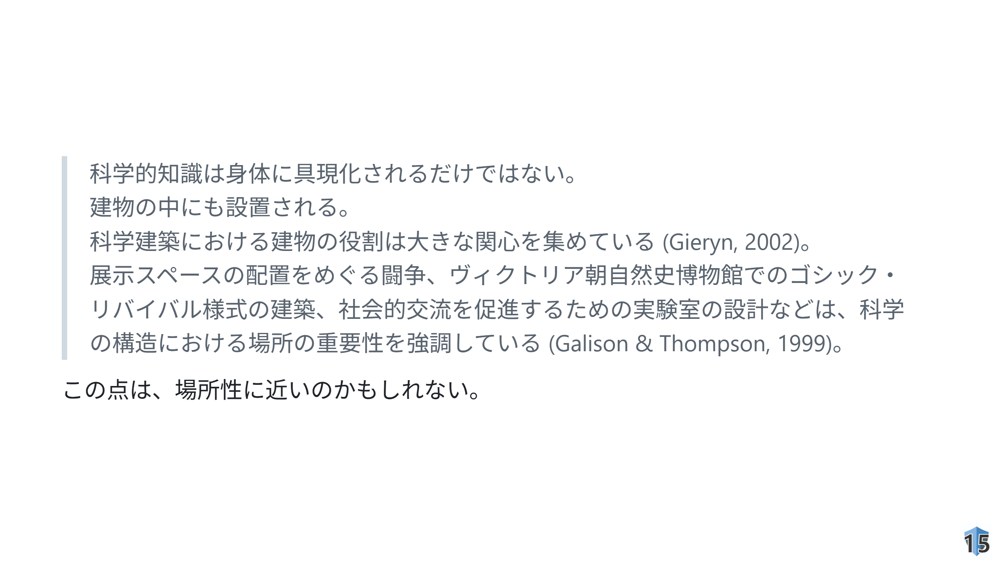 科学的知識は身体に具現化されるだけではない。
建物の中にも設置される。
科学建築における建物の役割は大きな関心を集めている (Gieryn, 2002)。
展示スペースの配置をめぐる闘争、ヴィクトリア朝自然史博物館でのゴシック・
リバイバル様式の建築、社会的交流を促進するための実験室の設計などは、科学
の構造における場所の重要性を強調している (Galison & Thompson, 1999)。
この点は、場所性に近いのかもしれない。
15